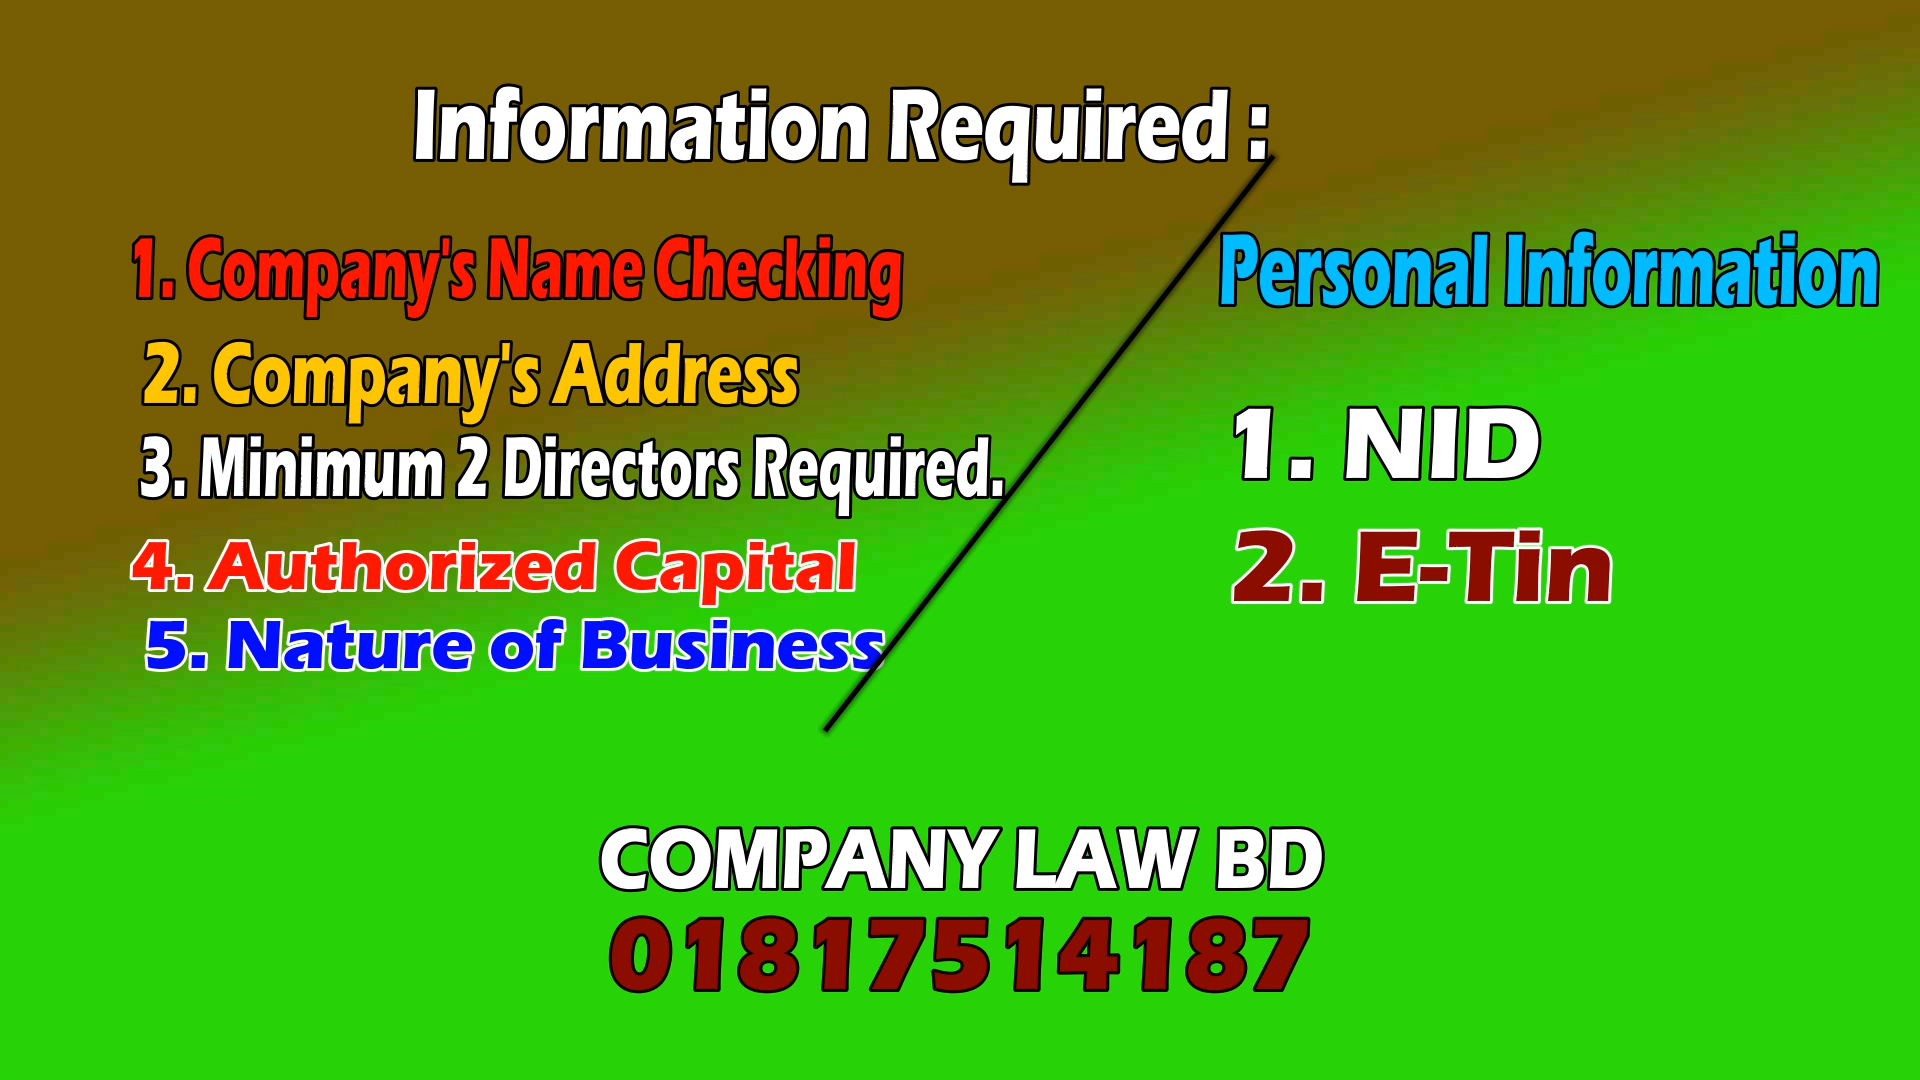 Information Required :
1. Company's Name Checking
2. Company's Address
3. Minimum 2 Directors Required.
4. Authorized Capital
5. Nature of Business
Personal Information
1. NID
2. E-Tin
COMPANY LAW BD
01817514187